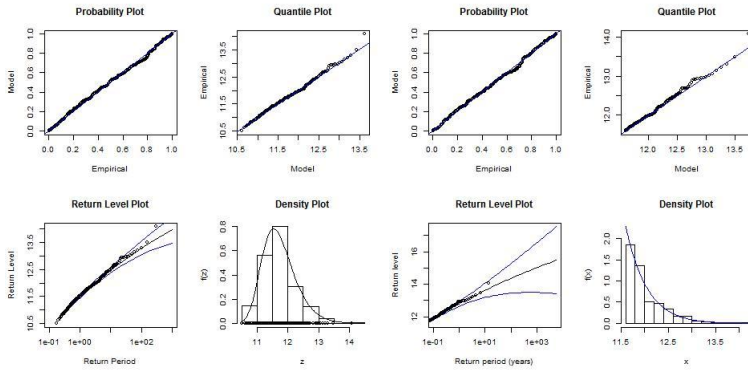 Probability Plot
Model
0.0 0.2 0.4 0.6 0.8 1.0
0.0 0.2 0.4 0.6 0.8 1.0
Empirical
Quantile Plot
Empirical
10.5 11.5 12.5 13.5
10.5 11.5 12.5 13.5
Model
Probability Plot
Model
0.0 0.2 0.4 0.6 0.8 1.0
0.0 0.2 0.4 0.6 0.8 1.0
Empirical
Quantile Plot
Empirical
12.0 13.0 14.0
12.0 12.5 13.0 13.5
Model
Return Level Plot
Return Level
10.5 11.5 12.5 13.5
1e-01 1e+00 1e+02
Return Period
Density Plot
f(z)
0.0 0.2 0.4 0.6 0.8
11 12 13 14
z
Return Level Plot
Return level
12 14 16
1e-01 1e+01 1e+03
Return period (years)
Density Plot
f(x)
0.0 0.5 1.0 1.5 2.0
11.5 12.5 13.5
x